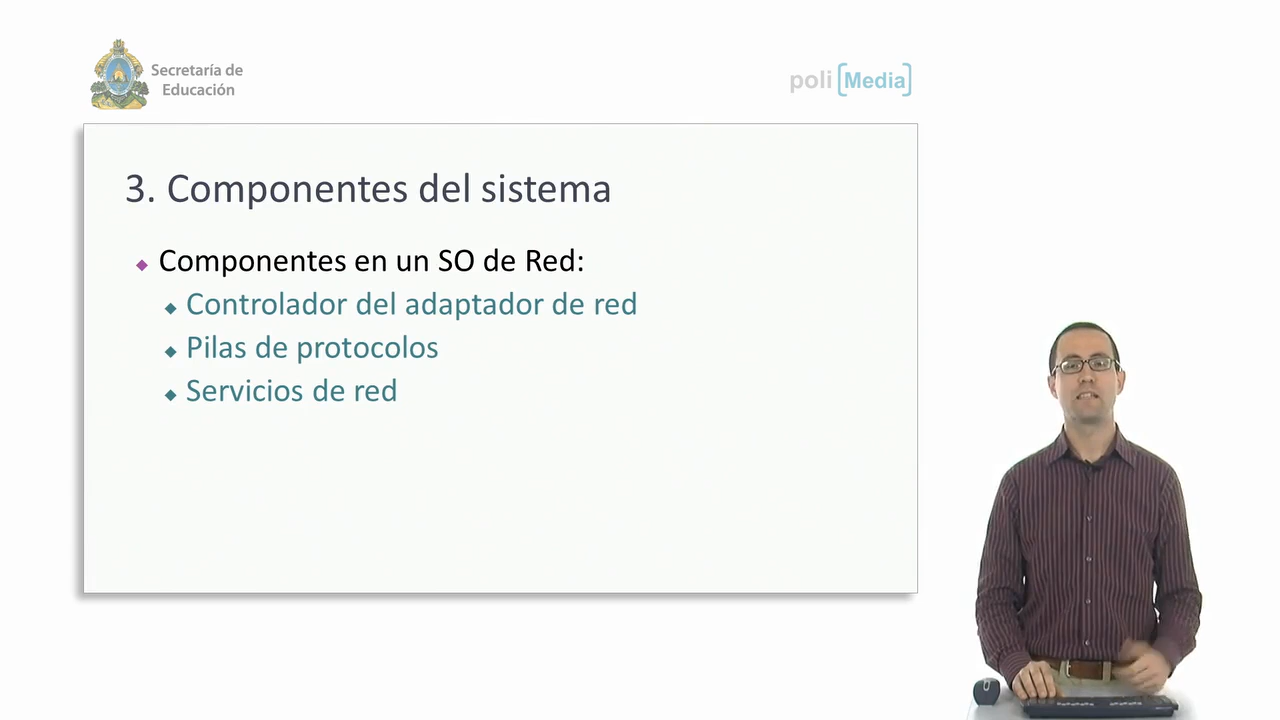 Secretaría de
Educación
poli [Media]
3. Componentes del sistema
Componentes en un SO de Red:
Controlador del adaptador de red
Pilas de protocolos
Servicios de red